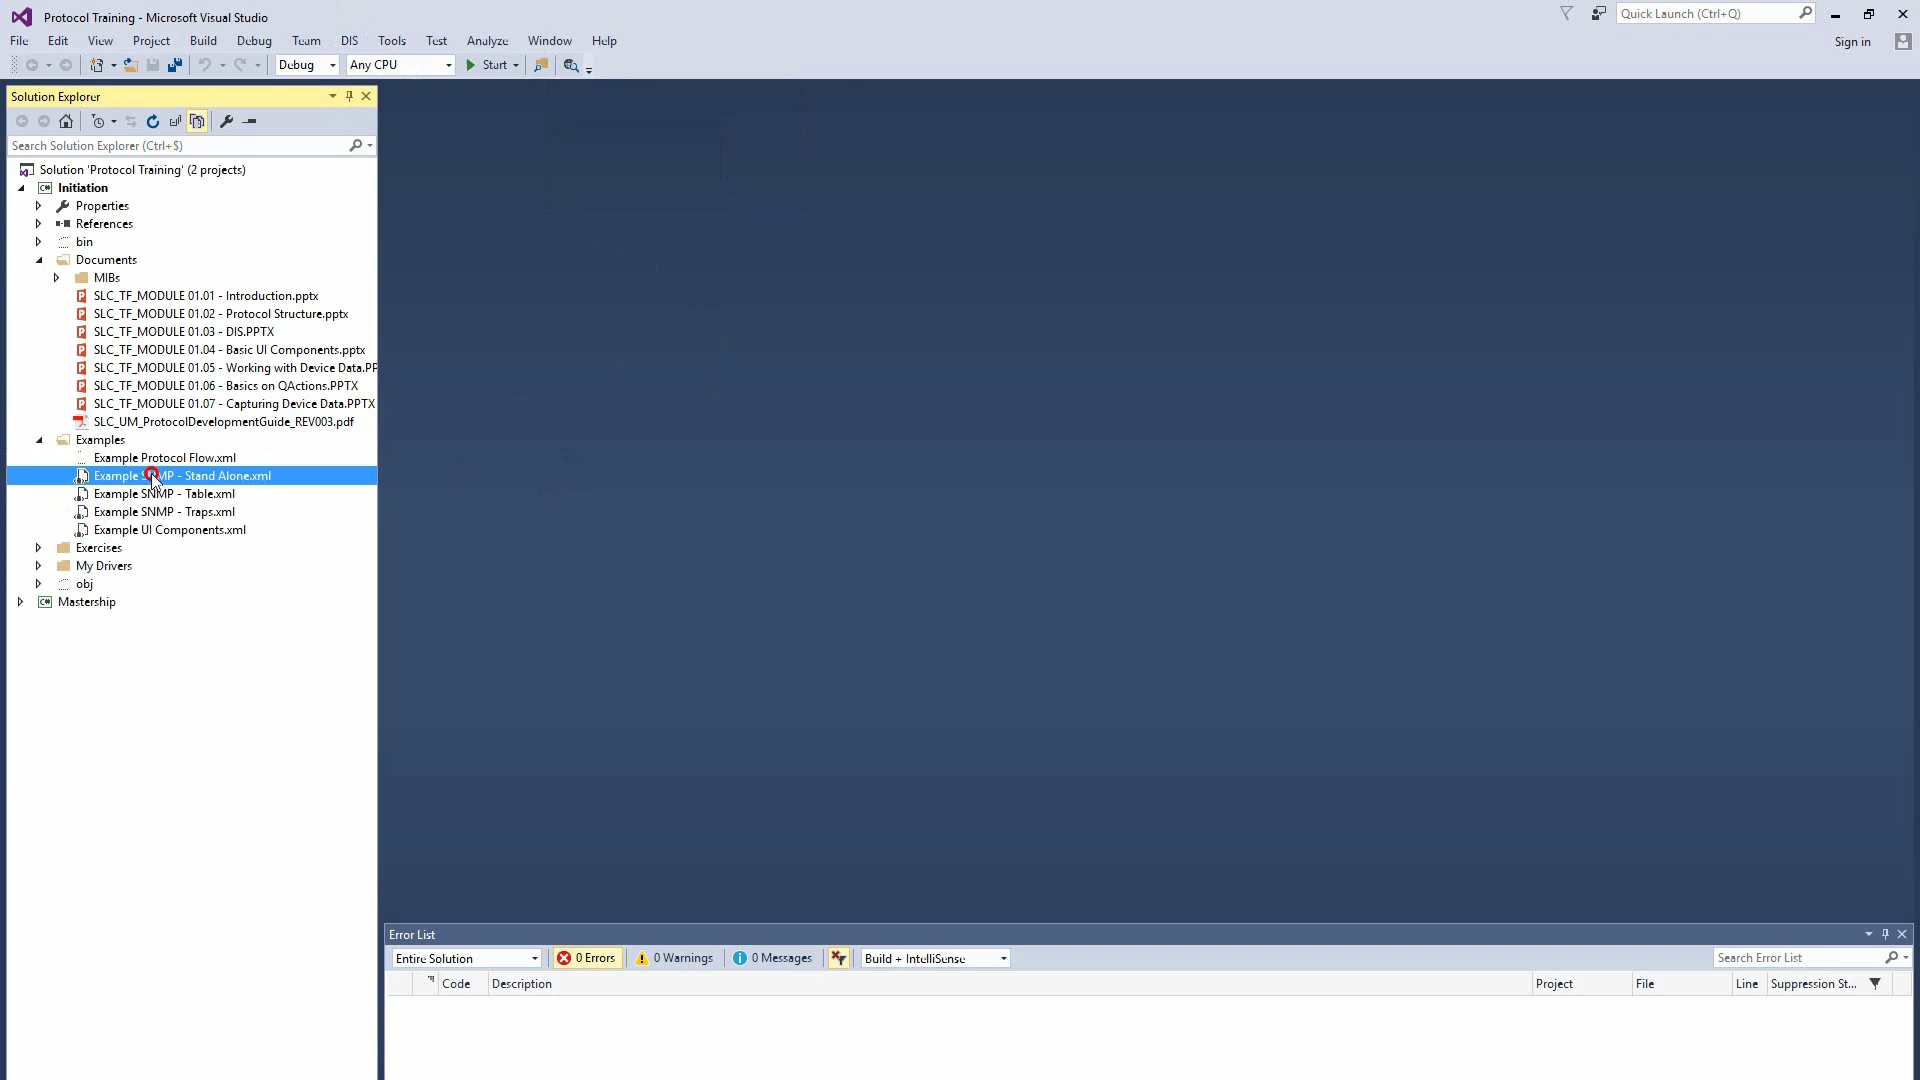 Protocol Training - Microsoft Visual Studio
Quick Launch (Ctrl+Q)
File Edit View Project Build Debug Team DIS Tools Test Analyze Window Help
Sign in
Debug Any CPU Start
Solution Explorer
Search Solution Explorer (Ctrl+$)
Solution 'Protocol Training' (2 projects)
Initiation
Properties
References
bin
Documents
MIBs
SLC_TF_MODULE 01.01 - Introduction.pptx
SLC_TF_MODULE 01.02 - Protocol Structure.pptx
SLC_TF_MODULE 01.03 - DIS.PPTX
SLC_TF_MODULE 01.04 - Basic UI Components.pptx
SLC_TF_MODULE 01.05 - Working with Device Data.PP
SLC_TF_MODULE 01.06 - Basics on QActions.PPTX
SLC_TF_MODULE 01.07 - Capturing Device Data.PPTX
SLC_UM_ProtocolDevelopmentGuide_REV003.pdf
Examples
Example Protocol Flow.xml
Example SNMP - Stand Alone.xml
Example SNMP - Table.xml
Example SNMP - Traps.xml
Example UI Components.xml
Exercises
My Drivers
obj
Mastership
Error List
Entire Solution 0 Errors 0 Warnings 0 Messages Build + IntelliSense Search Error List
Code Description Project File Line Suppression St...